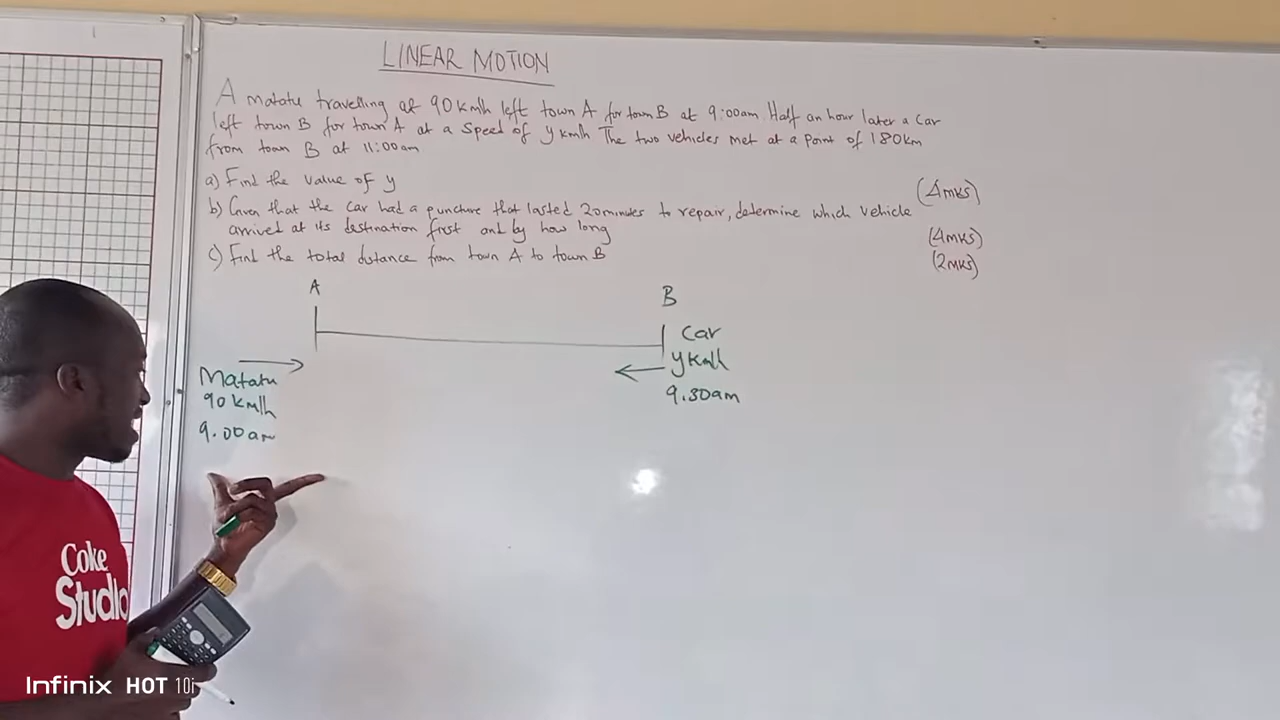 LINEAR MOTION
A matatu travelling at 90 km/h left town A for town B at 9:00am Half an hour later a car
left town B for town A at a speed of y km/h The two vehicles met at a point of 180km
from town B at 11:00am
a) Find the value of y (4mks)
b) Given that the car had a puncture that lasted 20minutes to repair, determine which vehicle
arrived at its destination first and by how long (4mks)
c) Find the total distance from town A to town B (2mks)
A
B
Car
y km/h
9.30am
Matatu
90 km/h
9.00am
Coke
Studio
Infinix HOT 10i